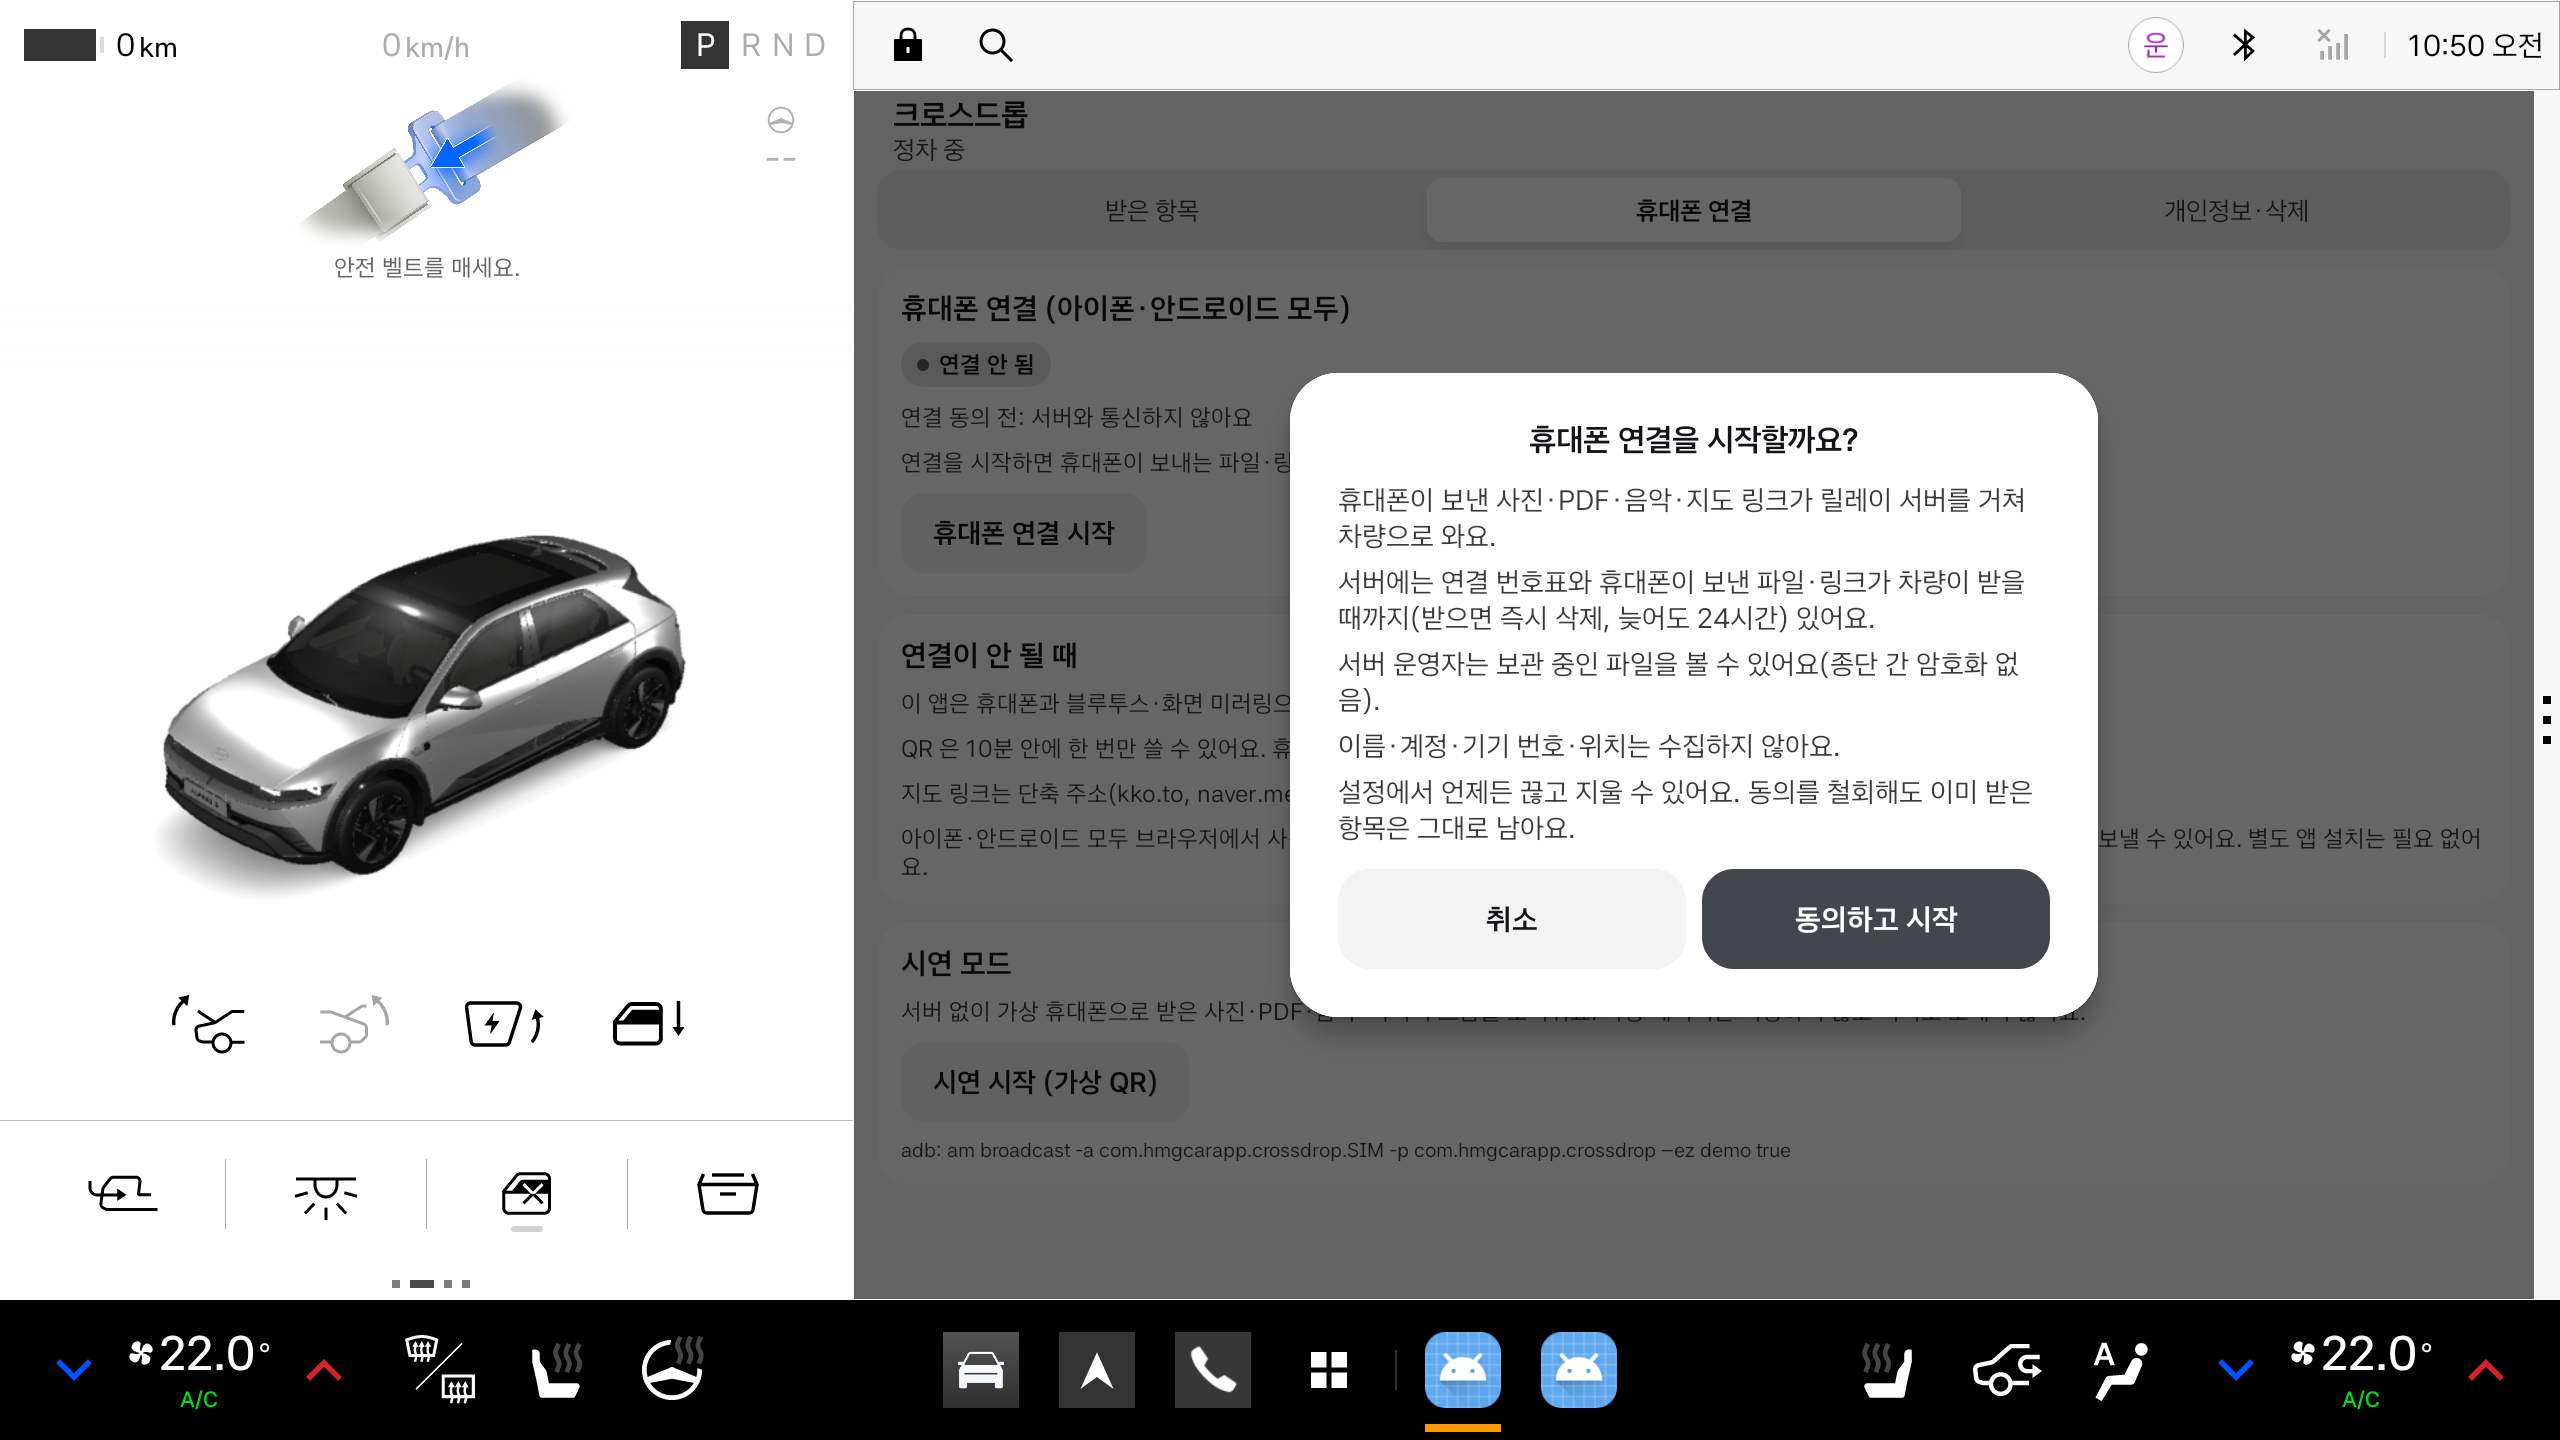 0 km
0 km/h
P R N D
운
10:50 오전
안전 벨트를 매세요.
크로스드롭
정차 중
받은 항목
휴대폰 연결
개인정보·삭제
휴대폰 연결 (아이폰·안드로이드 모두)
연결 안 됨
연결 동의 전: 서버와 통신하지 않아요
연결을 시작하면 휴대폰이 보내는 파일·링
휴대폰 연결 시작
연결이 안 될 때
이 앱은 휴대폰과 블루투스·화면 미러링으
QR 은 10분 안에 한 번만 쓸 수 있어요. 휴
지도 링크는 단축 주소(kko.to, naver.me
아이폰·안드로이드 모두 브라우저에서 사
보낼 수 있어요. 별도 앱 설치는 필요 없어
요.
시연 모드
서버 없이 가상 휴대폰으로 받은 사진·PDF·
시연 시작 (가상 QR)
adb: am broadcast -a com.hmgcarapp.crossdrop.SIM -p com.hmgcarapp.crossdrop —ez demo true
휴대폰 연결을 시작할까요?
휴대폰이 보낸 사진·PDF·음악·지도 링크가 릴레이 서버를 거쳐
차량으로 와요.
서버에는 연결 번호표와 휴대폰이 보낸 파일·링크가 차량이 받을
때까지(받으면 즉시 삭제, 늦어도 24시간) 있어요.
서버 운영자는 보관 중인 파일을 볼 수 있어요(종단 간 암호화 없
음).
이름·계정·기기 번호·위치는 수집하지 않아요.
설정에서 언제든 끊고 지울 수 있어요. 동의를 철회해도 이미 받은
항목은 그대로 남아요.
취소
동의하고 시작
22.0°
A/C
A
22.0°
A/C